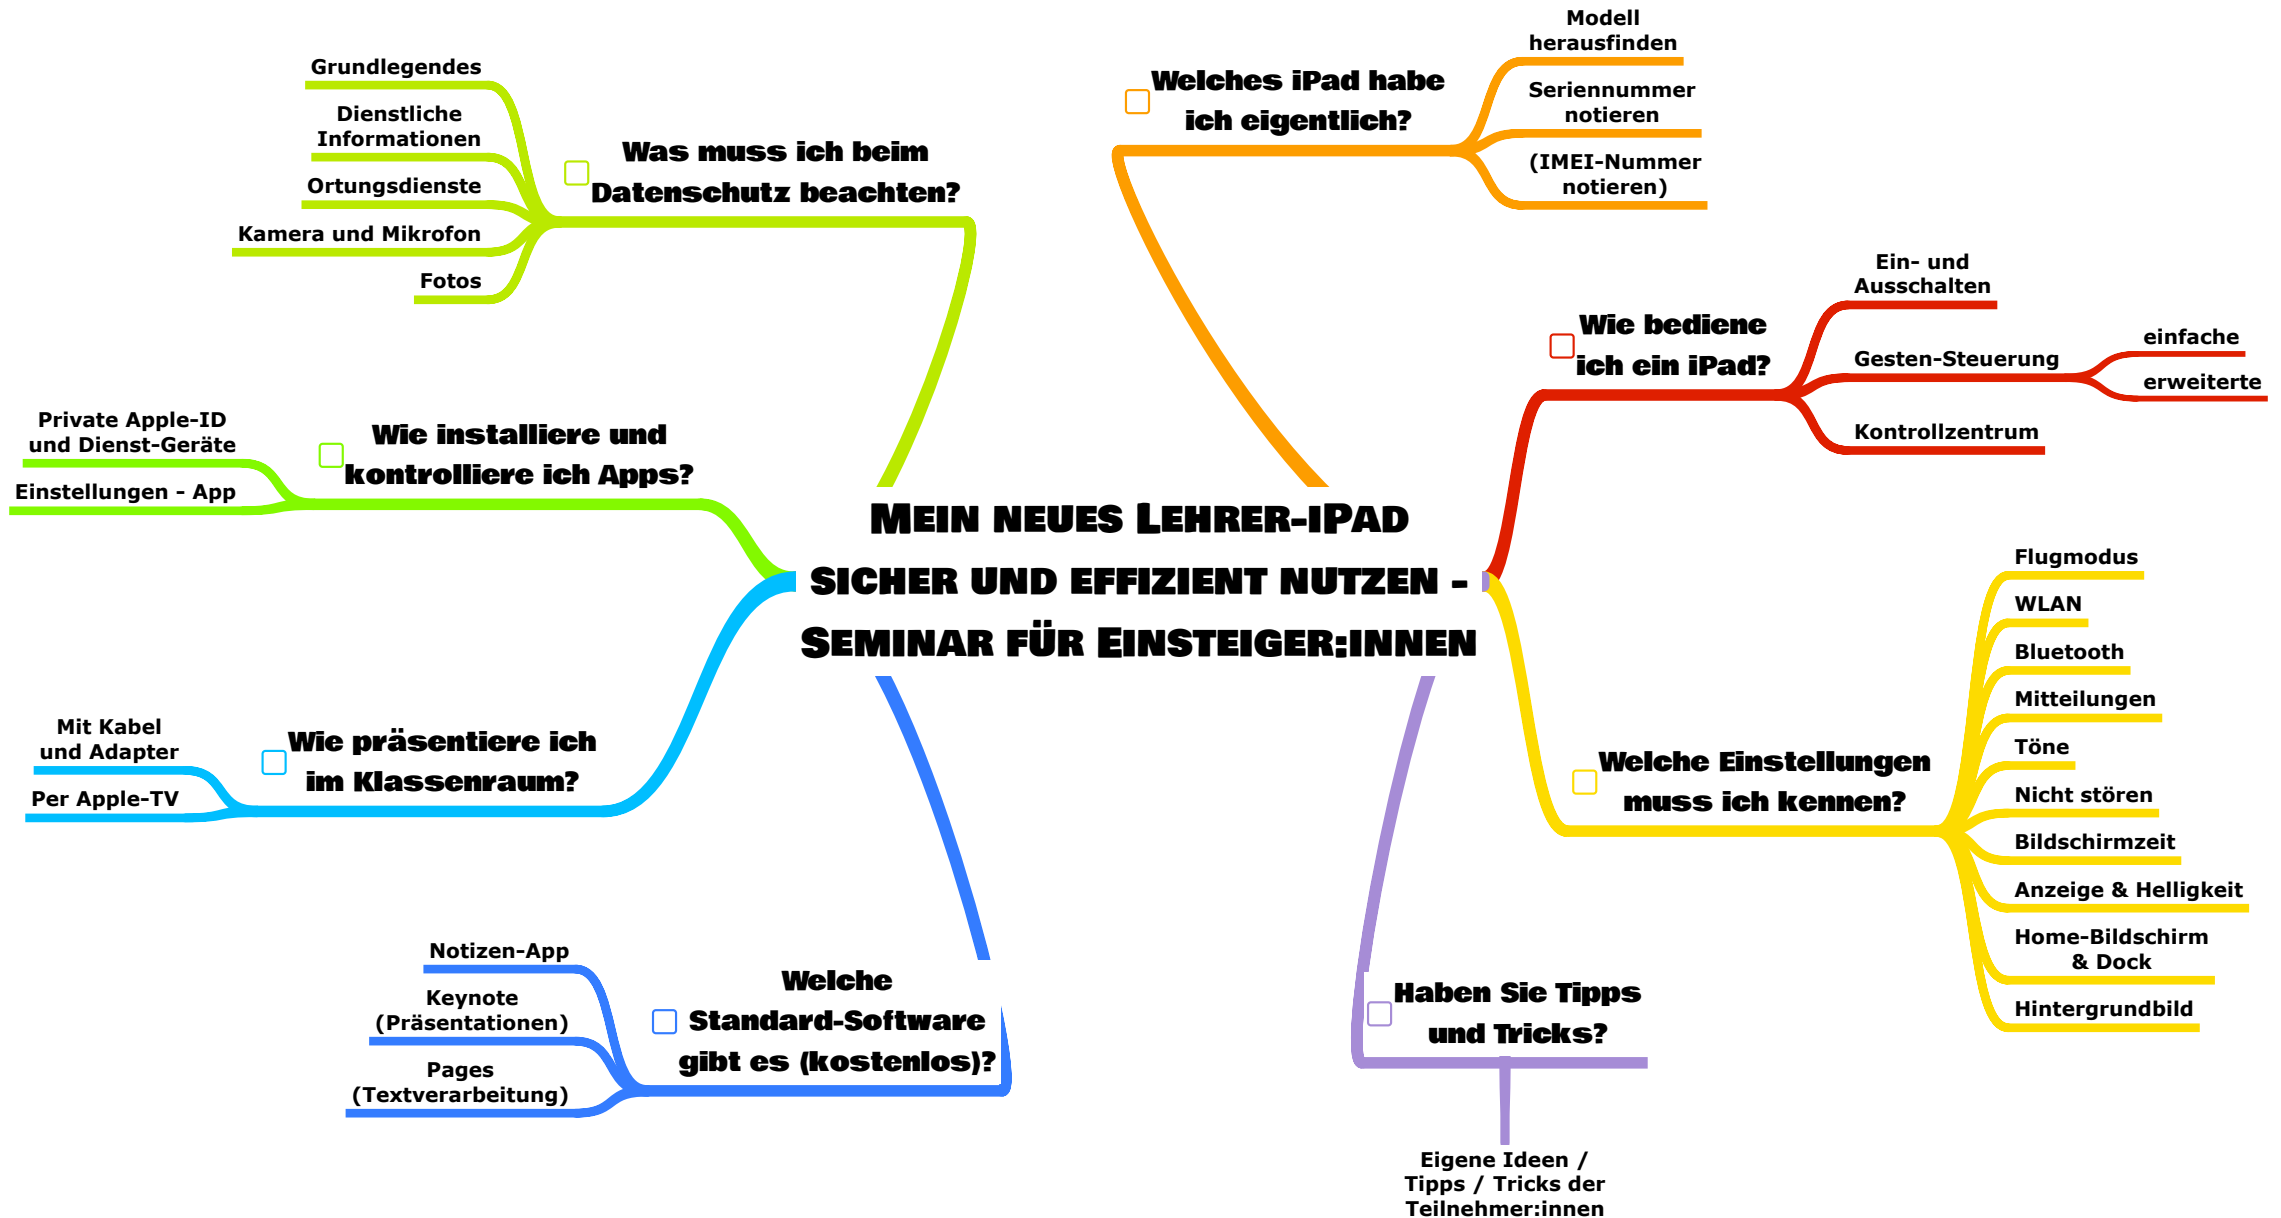 Mein neues Lehrer-iPad
sicher und effizient nutzen -
Seminar für Einsteiger:innen
Welches iPad habe
ich eigentlich?
Modell
herausfinden
Seriennummer
notieren
(IMEI-Nummer
notieren)
Wie bediene
ich ein iPad?
Ein- und
Ausschalten
Gesten-Steuerung
einfache
erweiterte
Kontrollzentrum
Welche Einstellungen
muss ich kennen?
Flugmodus
WLAN
Bluetooth
Mitteilungen
Töne
Nicht stören
Bildschirmzeit
Anzeige & Helligkeit
Home-Bildschirm
& Dock
Hintergrundbild
Haben Sie Tipps
und Tricks?
Eigene Ideen /
Tipps / Tricks der
Teilnehmer:innen
Welche
Standard-Software
gibt es (kostenlos)?
Notizen-App
Keynote
(Präsentationen)
Pages
(Textverarbeitung)
Wie präsentiere ich
im Klassenraum?
Mit Kabel
und Adapter
Per Apple-TV
Wie installiere und
kontrolliere ich Apps?
Private Apple-ID
und Dienst-Geräte
Einstellungen - App
Was muss ich beim
Datenschutz beachten?
Grundlegendes
Dienstliche
Informationen
Ortungsdienste
Kamera und Mikrofon
Fotos